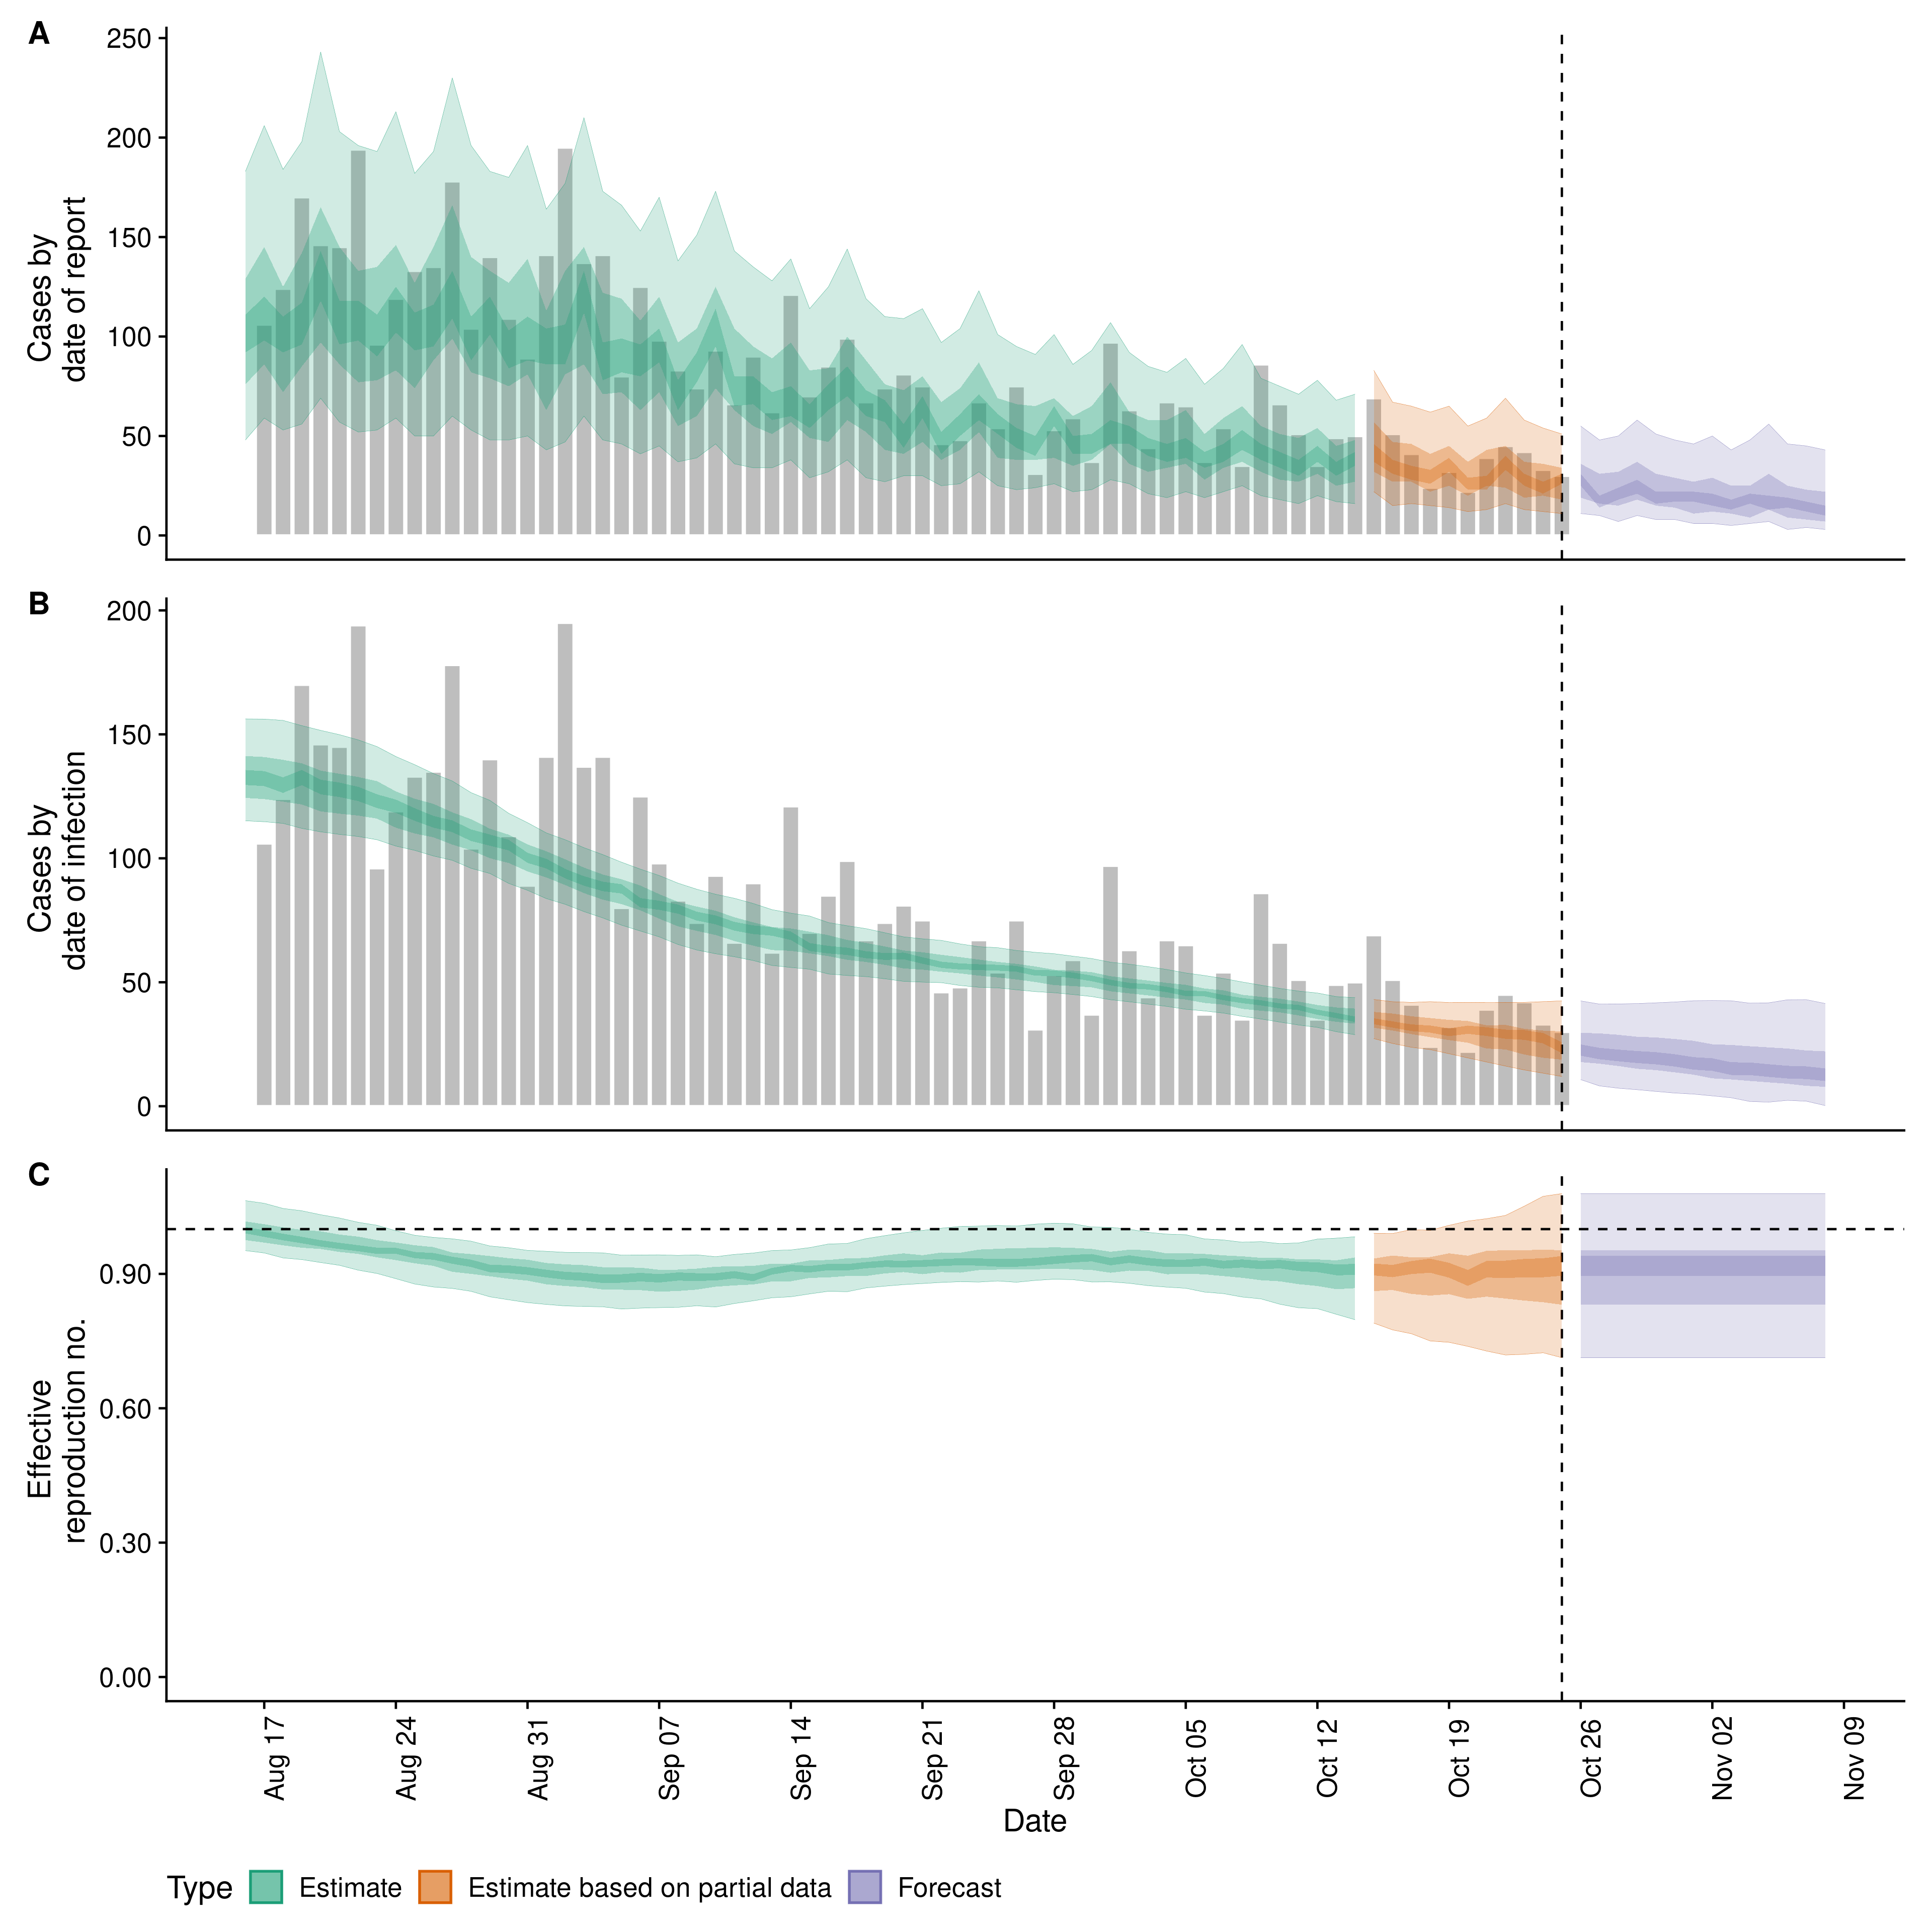 A
250
200
150
100
50
0
Cases by
date of report
B
200
150
100
50
0
Cases by
date of infection
C
0.90
0.60
0.30
0.00
Effective
reproduction no.
Aug 17
Aug 24
Aug 31
Sep 07
Sep 14
Sep 21
Sep 28
Oct 05
Oct 12
Oct 19
Oct 26
Nov 02
Nov 09
Date
Type Estimate Estimate based on partial data Forecast